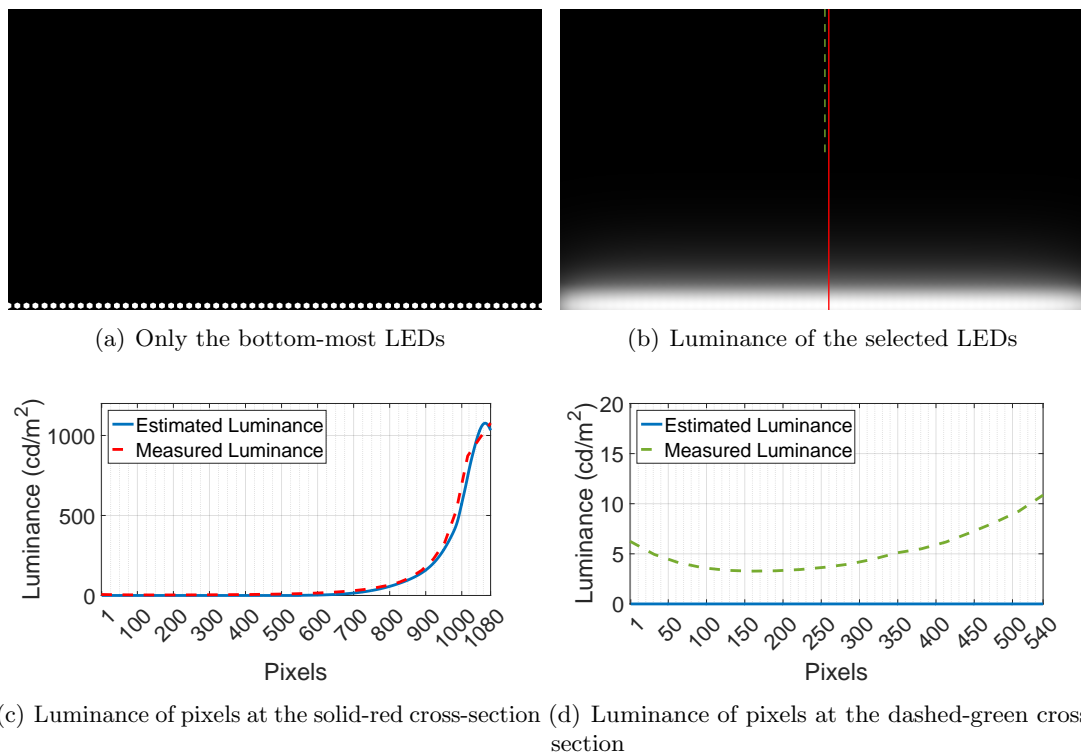 (a) Only the bottom-most LEDs
(b) Luminance of the selected LEDs
Luminance (cd/m²)
1000
500
0
Estimated Luminance
Measured Luminance
1 100 200 300 400 500 600 700 800 900 1000 1080
Pixels
Luminance (cd/m²)
20
15
10
5
0
Estimated Luminance
Measured Luminance
1 50 100 150 200 250 300 350 400 450 500 540
Pixels
c) Luminance of pixels at the solid-red cross-section
(d) Luminance of pixels at the dashed-green cros
section